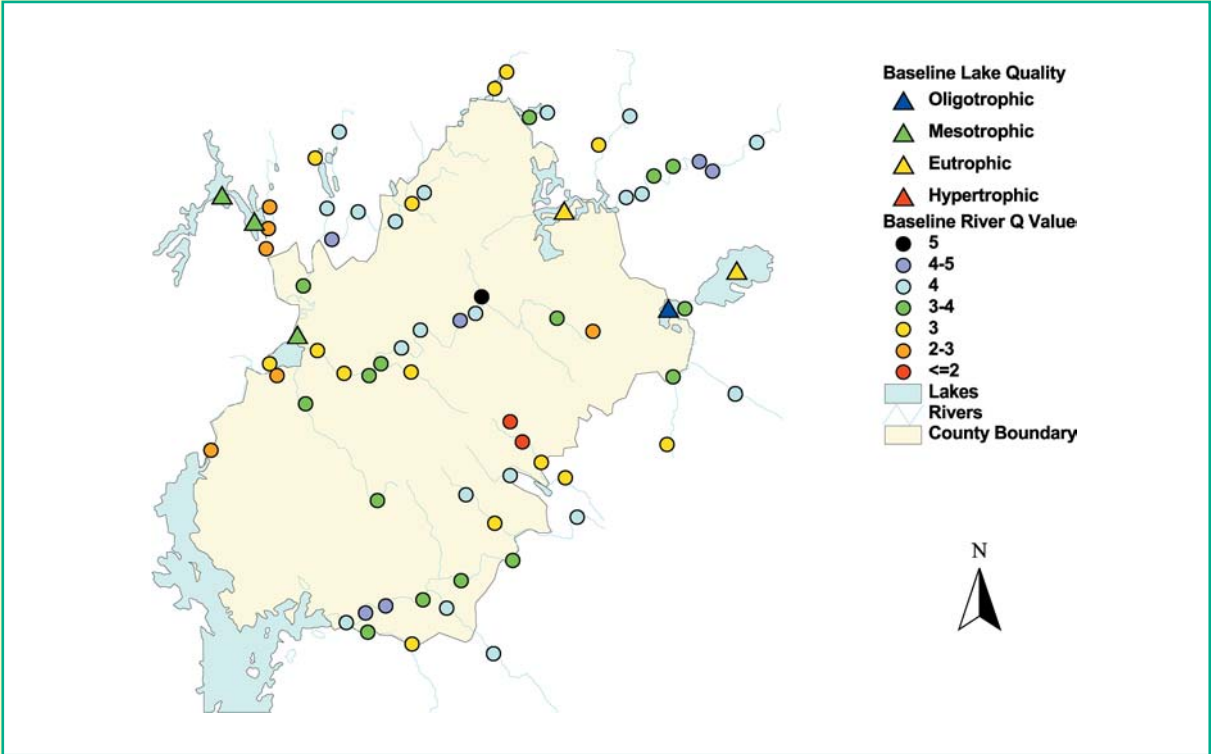 Baseline Lake Quality
Oligotrophic
Mesotrophic
Eutrophic
Hypertrophic
Baseline River Q Value
5
4-5
4
3-4
3
2-3
<=2
Lakes
Rivers
County Boundary
N